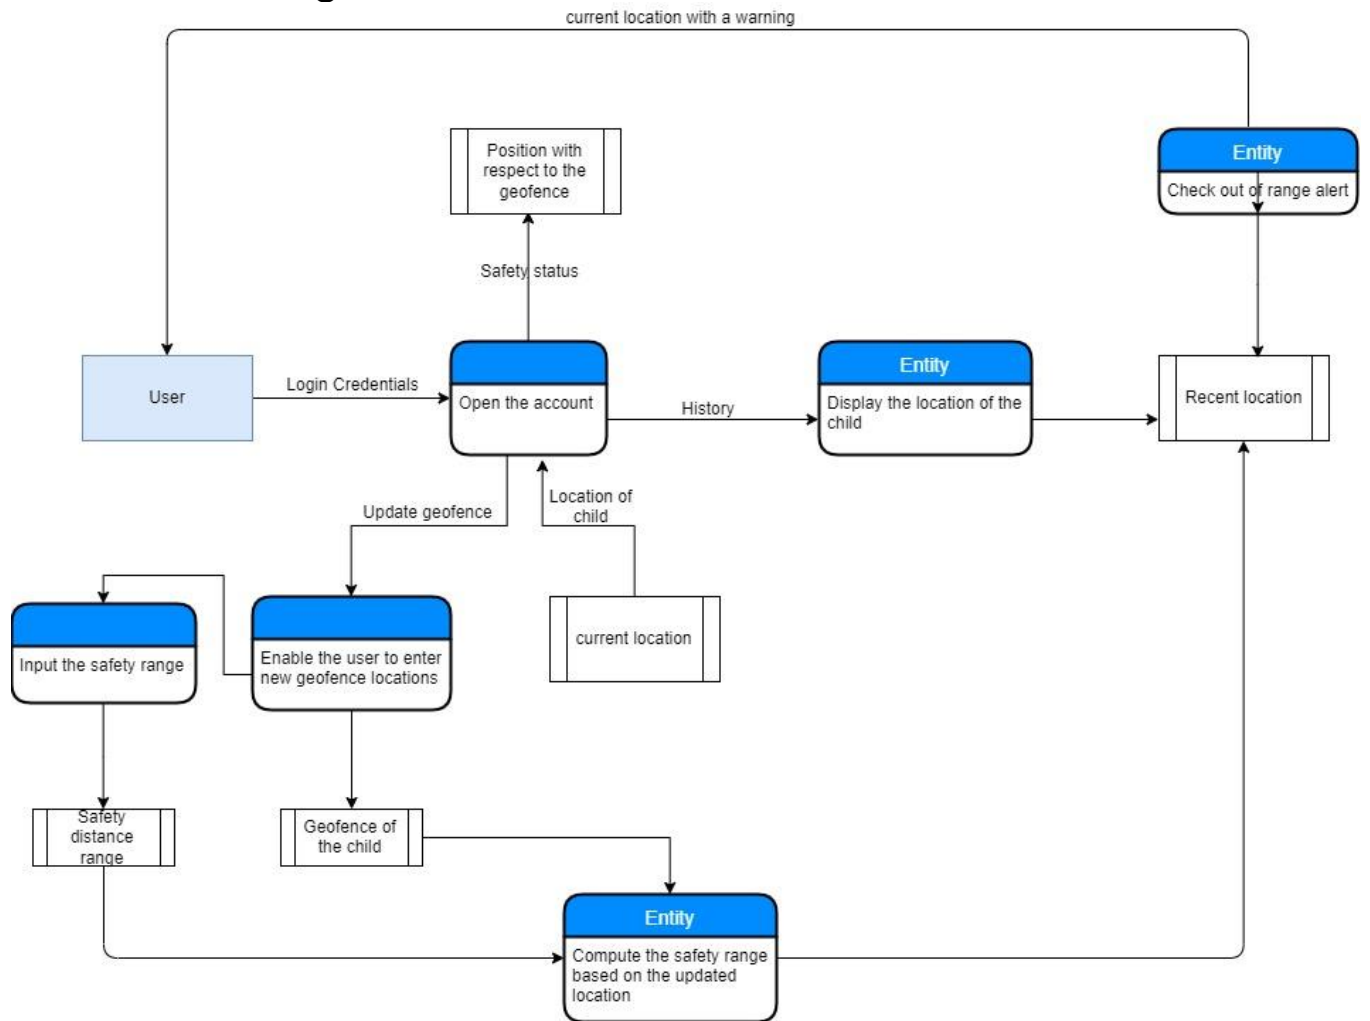 current location with a warning
Position with
respect to the
geofence
Entity
Check out of range alert
Safety status
User
Login Credentials
Open the account
History
Entity
Display the location of the
child
Recent location
Update geofence
Location of
child
Input the safety range
Enable the user to enter
new geofence locations
current location
Safety
distance
range
Geofence of
the child
Entity
Compute the safety range
based on the updated
location